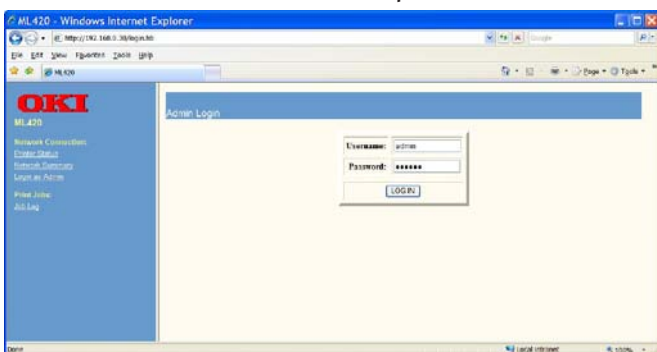 ML420 - Windows Internet Explorer
http://192.168.0.30/login.htm
Google
File Edit View Favorites Tools Help
ML420
Page Tools
OKI
ML420
Network Connection:
Printer Status
Network Summary
Login as Admin
Print Jobs:
Job Log
Admin Login
Username: admin
Password: ••••••
LOG IN
Done
Local intranet
100%